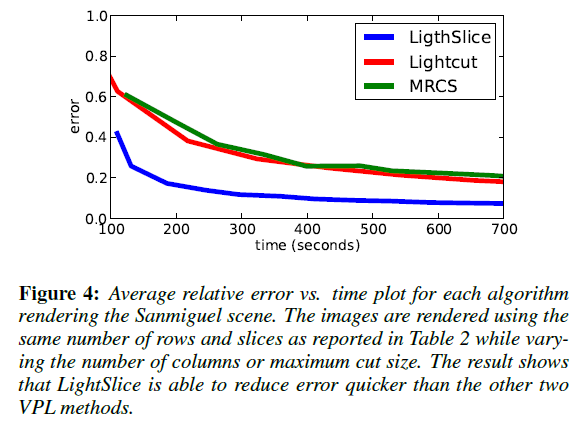 1.0
0.8
0.6
0.4
0.2
0.0
error
LigthSlice
Lightcut
MRCS
100 200 300 400 500 600 700
time (seconds)
Figure 4: Average relative error vs. time plot for each algorithm
rendering the Sanmiguel scene. The images are rendered using the
same number of rows and slices as reported in Table 2 while vary-
ing the number of columns or maximum cut size. The result shows
that LightSlice is able to reduce error quicker than the other two
VPL methods.